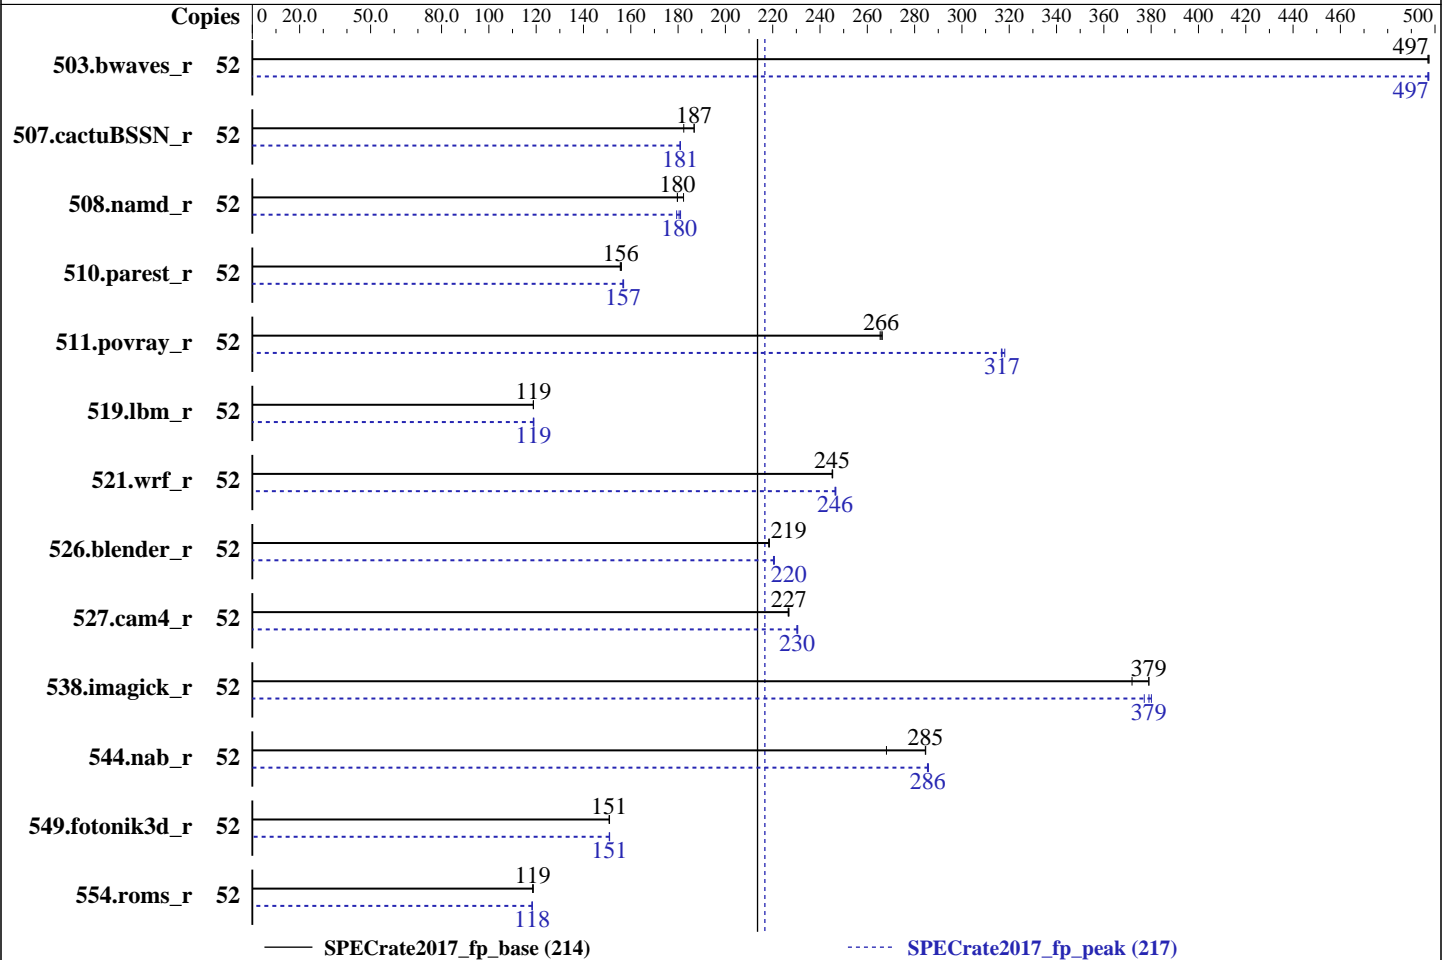 Copies 0 20.0 50.0 80.0 100 120 140 160 180 200 220 240 260 280 300 320 340 360 380 400 420 440 460 500
503.bwaves_r 52 497
497
507.cactuBSSN_r 52 187
181
508.namd_r 52 180
180
510.parest_r 52 156
157
511.povray_r 52 266
317
519.lbm_r 52 119
119
521.wrf_r 52 245
246
526.blender_r 52 219
220
527.cam4_r 52 227
230
538.imagick_r 52 379
379
544.nab_r 52 285
286
549.fotonik3d_r 52 151
151
554.roms_r 52 119
118
SPECrate2017_fp_base (214) SPECrate2017_fp_peak (217)